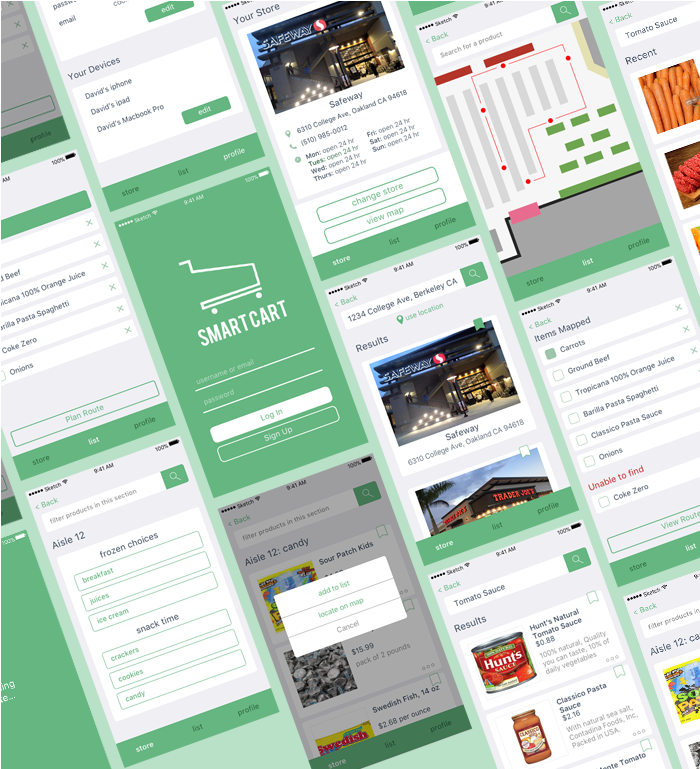 email
edit
Your Devices
David's iphone
David's ipad
David's Macbook Pro
edit
store
list
profile
Your Store
SAFEWAY
Safeway
6310 College Ave, Oakland CA 94618
(510) 985-0012
Mon: open 24 hr
Tues: open 24 hr
Wed: open 24 hr
Thurs: open 24 hr
Fri: open 24 hr
Sat: open 24 hr
Sun: open 24 hr
change store
view map
store
list
profile
Sketch
9:41 AM
< Back
Search for a product
store
list
profile
Sketch
Tomato Sauce
Recent
profile
100%
Beef
Tropicana 100% Orange Juice
Barilla Pasta Spaghetti
Coke Zero
Onions
Plan Route
store
list
profile
Sketch
9:41 AM
100%
SMART CART
username or email
password
Log In
Sign Up
Sketch
9:41 AM
100%
< Back
1234 College Ave, Berkeley CA
use location
Results
SAFEWAY
Safeway
6310 College Ave, Oakland CA 94618
TRADER JOE'S
store
list
profile
Sketch
9:41 AM
< Back
Items Mapped
Carrots
Ground Beef
Tropicana 100% Orange Juice
Barilla Pasta Spaghetti
Classico Pasta Sauce
Onions
Unable to find
Coke Zero
View Route
store
list
Sketch
9:41 AM
100%
< Back
filter products in this section
Aisle 12
frozen choices
breakfast
juices
ice cream
snack time
crackers
cookies
candy
store
list
profile
Sketch
9:41 AM
100%
< Back
filter products in this section
Aisle 12: candy
Sour Patch Kids
add to list
locate on map
Cancel
$15.99
pack of 2 pounds
Swedish Fish, 14 oz
$2.68 per ounce
Swedish
store
list
profile
Sketch
9:41 AM
100%
< Back
Tomato Sauce
Results
Hunt's
SAUCE
Hunt's Natural
Tomato Sauce
$0.88
100% natural, Quality
you can taste, 10% of
daily vegetables
CLASSICO
Classico Pasta
Sauce
$2.16
With natural sea salt,
Contadina Foods, Inc,
Packed in USA.
Sketch
9:41 AM
< Back
filter products in
Aisle 12: ca